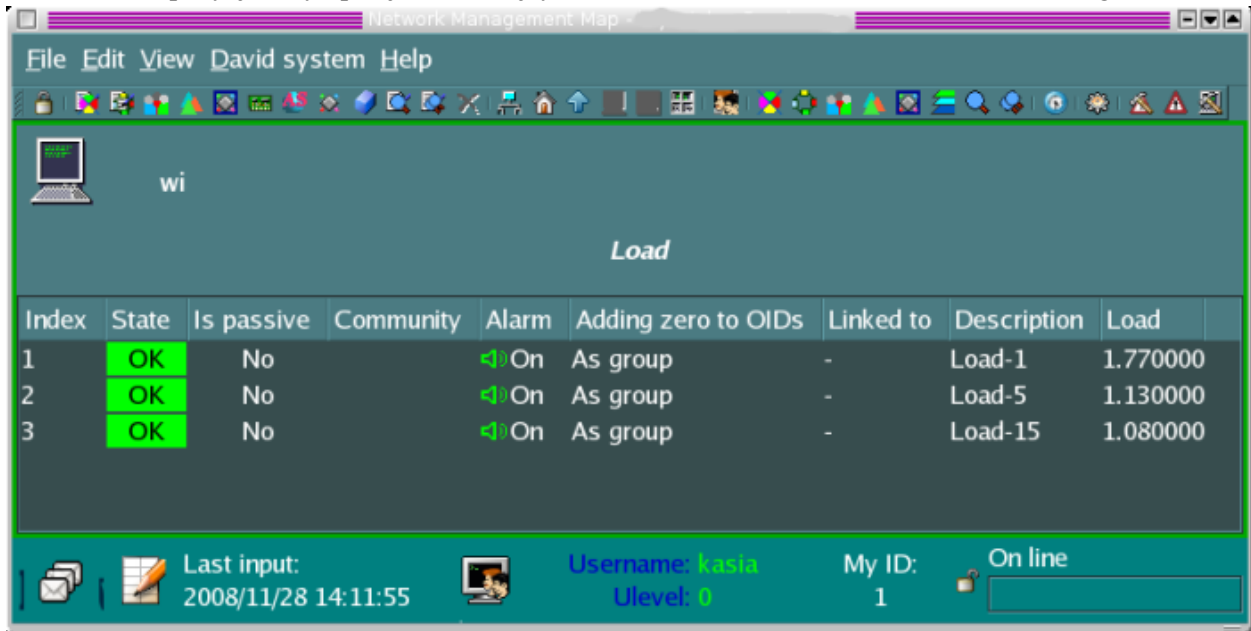 Network Management Map -
File Edit View David system Help
wi
Load
Index State Is passive Community Alarm Adding zero to OIDs Linked to Description Load
1 OK No On As group - Load-1 1.770000
2 OK No On As group - Load-5 1.130000
3 OK No On As group - Load-15 1.080000
Last input: Username: kasia My ID: On line
2008/11/28 14:11:55 Ulevel: 0 1